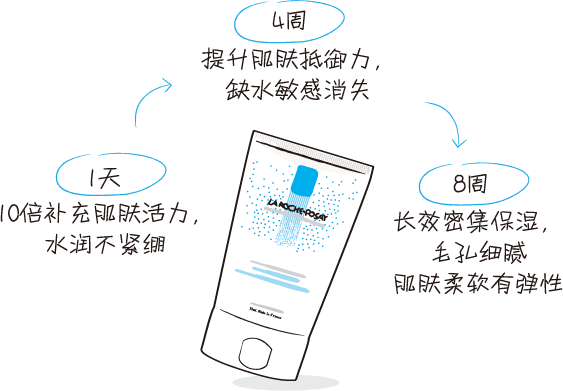 4周
提升肌肤抵御力，
缺水敏感消失
1天
10倍补充肌肤活力，
水润不紧绷
8周
长效密集保湿，
毛孔细腻
肌肤柔软有弹性
LA ROCHE-POSAY